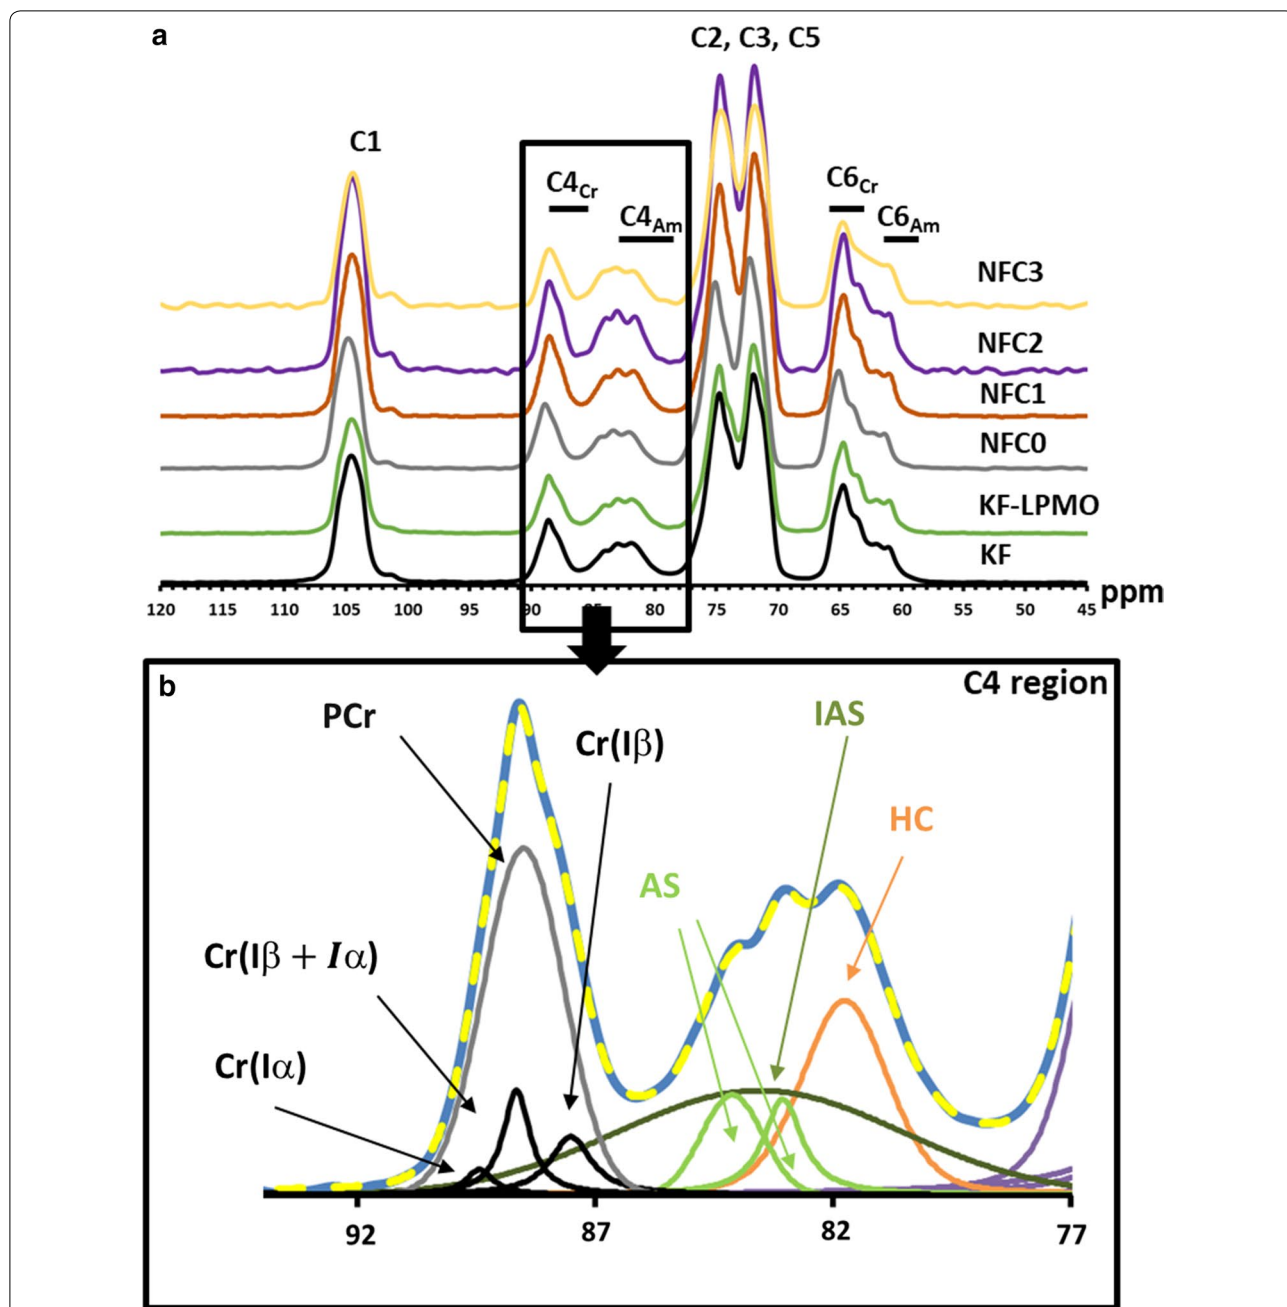 a
C2, C3, C5
C1
C4Cr
C4Am
C6Cr
C6Am
NFC3
NFC2
NFC1
NFC0
KF-LPMO
KF
120 115 110 105 100 95 90 85 80 75 70 65 60 55 50 45 ppm
b
C4 region
PCr
Cr(Iβ)
IAS
HC
AS
Cr(Iβ + Iα)
Cr(Iα)
92 87 82 77